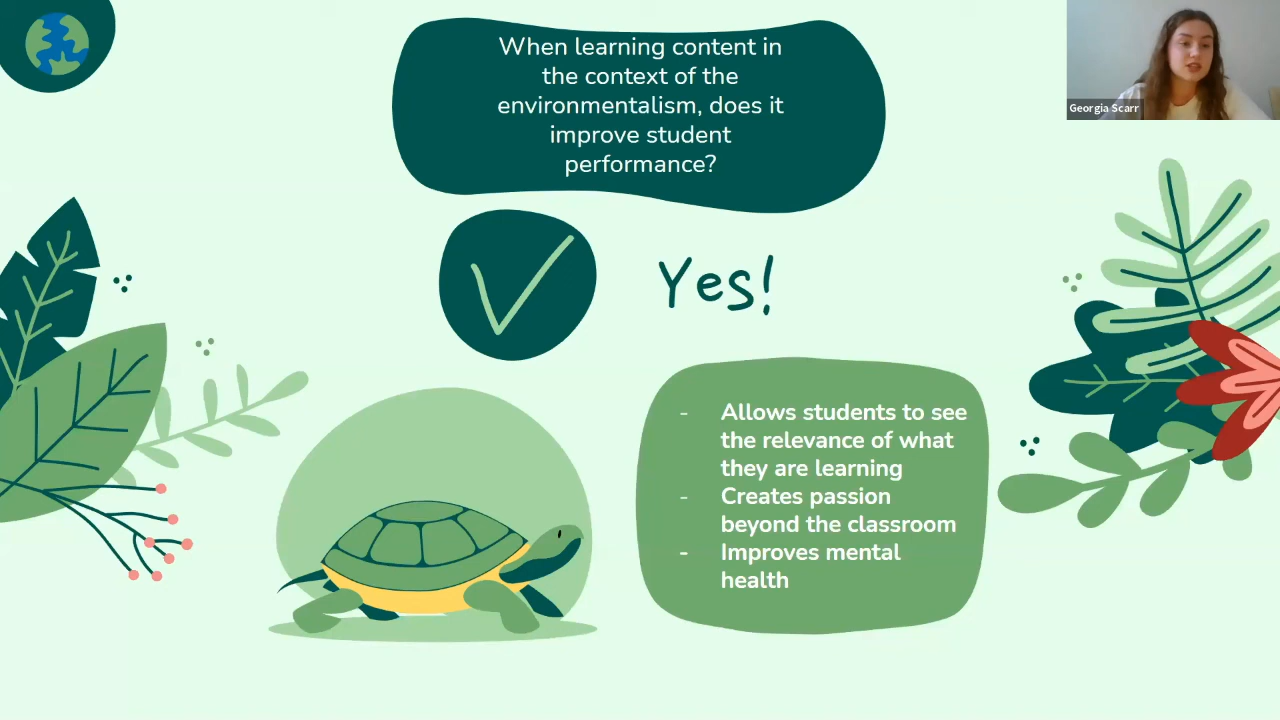 When learning content in
the context of the
environmentalism, does it
improve student
performance?
Georgia Scarr
Yes!
- Allows students to see
the relevance of what
they are learning
- Creates passion
beyond the classroom
- Improves mental
health